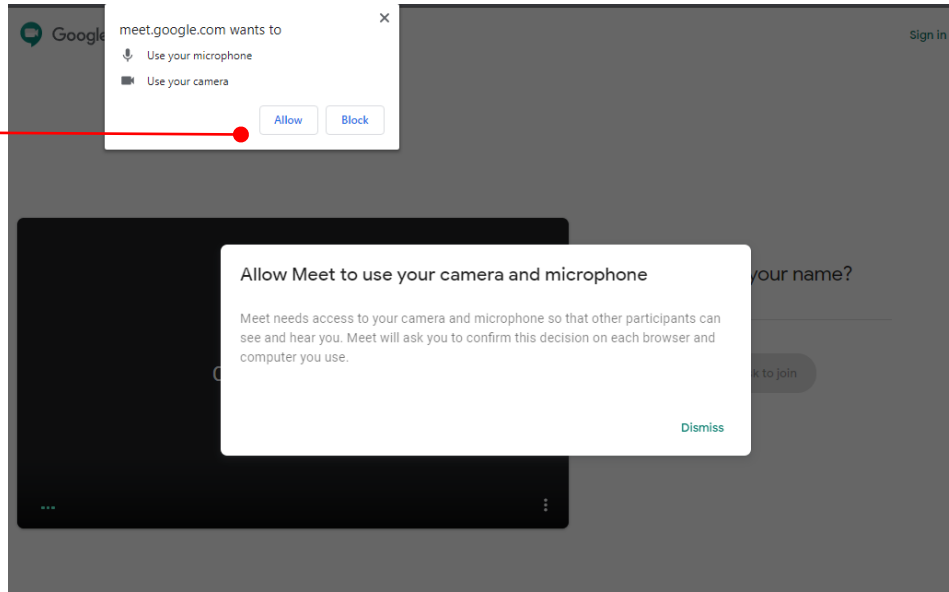 Google
meet.google.com wants to
Use your microphone
Use your camera
Allow
Block
Sign in
Allow Meet to use your camera and microphone
Meet needs access to your camera and microphone so that other participants can
see and hear you. Meet will ask you to confirm this decision on each browser and
computer you use.
Dismiss
your name?
to join